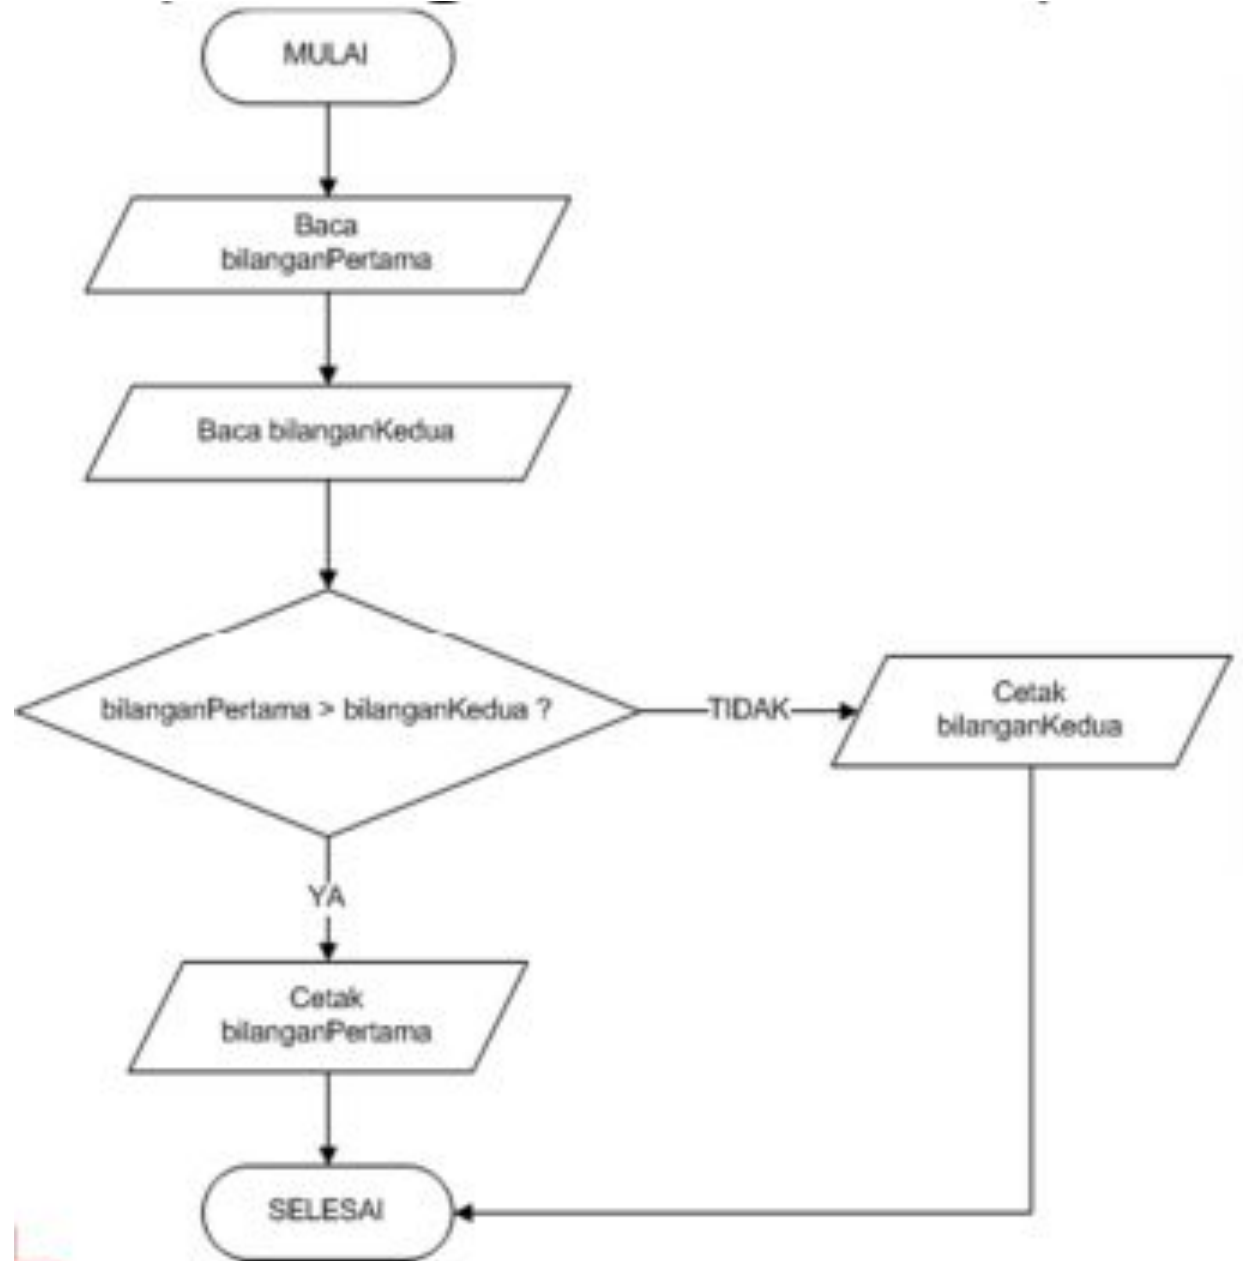 MULAI
Baca
bilanganPertama
Baca bilanganKedua
bilanganPertama > bilanganKedua ?
TIDAK
Cetak
bilanganKedua
YA
Cetak
bilanganPertama
SELESAI